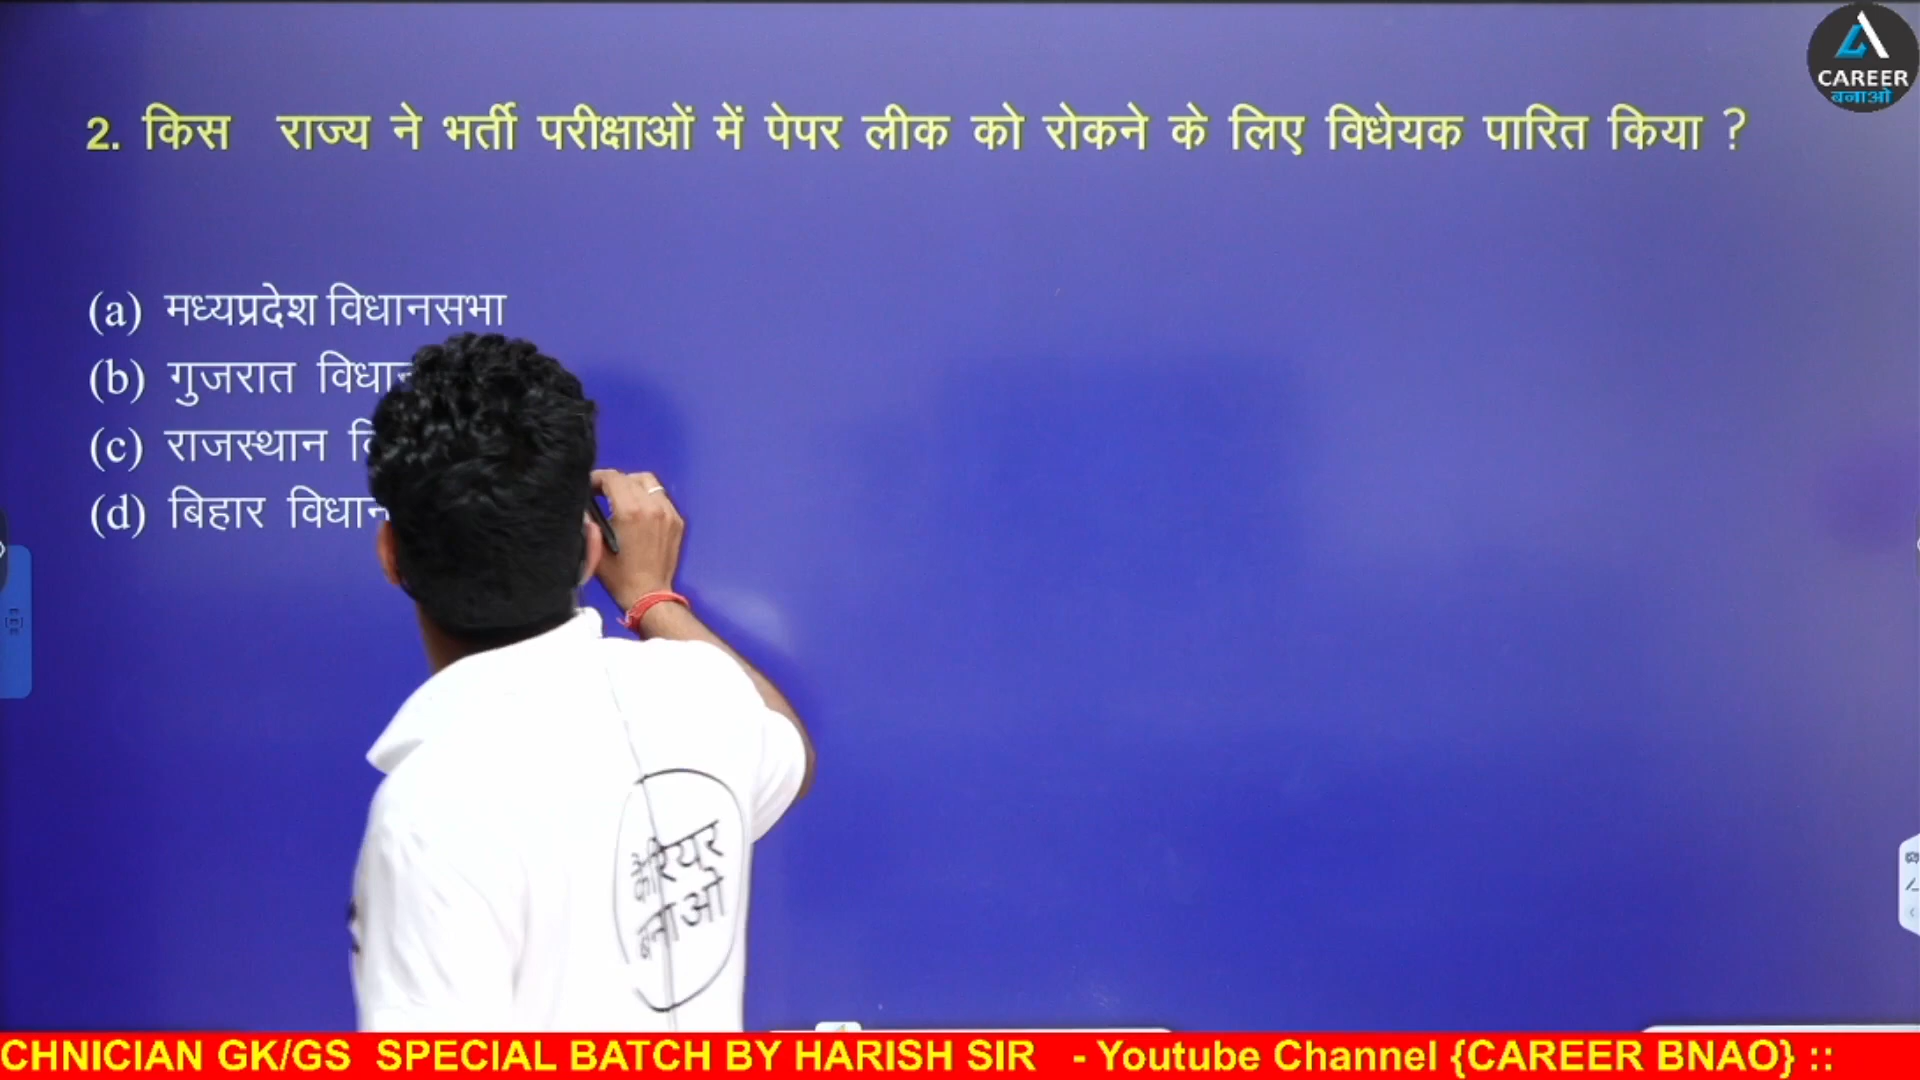 CAREER
बनाओ
2. किस राज्य ने भर्ती परीक्षाओं में पेपर लीक को रोकने के लिए विधेयक पारित किया ?
(a) मध्यप्रदेश विधानसभा
(b) गुजरात
(c) राजस्थान
(d) बिहार
करियर
बनाओ
CHNICIAN GK/GS SPECIAL BATCH BY HARISH SIR - Youtube Channel {CAREER BNAO} ::